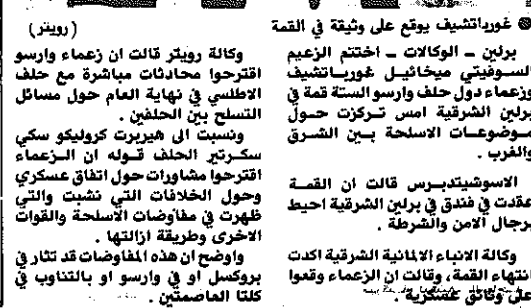 ● غورباتشيف يوقع على وثيقة في القمة
(رويتر)
برلين - الوكالات - اختتم الزعيم
السوفيتي ميخائيل غورباتشيف
وزعماء دول حلف وارسو الستة قمة في
برلين الشرقية امس تركزت حول
موضوعات الاسلحة بين الشرق
والغرب .
الاسوشيتدبرس قالت ان القمة
عقدت في فندق في برلين الشرقية احيط
برجال الامن والشرطة .
وكالة الانباء الالمانية الشرقية اكدت
انتهاء القمة، وقالت ان الزعماء وقعوا
على وثائق عسكرية .
وكالة رويتر قالت ان زعماء وارسو
اقترحوا محادثات مباشرة مع حلف
الاطلسي في نهاية العام حول مسائل
التسلح بين الحلفين .
ونسبت الى هيربرت كروليكو سكي
سكرتير الحلف قوله ان الزعماء
اقترحوا مشاورات حول اتفاق عسكري
وحول الخلافات التي نشبت والتي
ظهرت في مفاوضات الاسلحة والقوات
الاخرى وطريقة ازالتها .
واوضح ان هذه المفاوضات قد تثار في
بروكسل او في وارسو او بالتناوب في
كلتا العاصمتين .